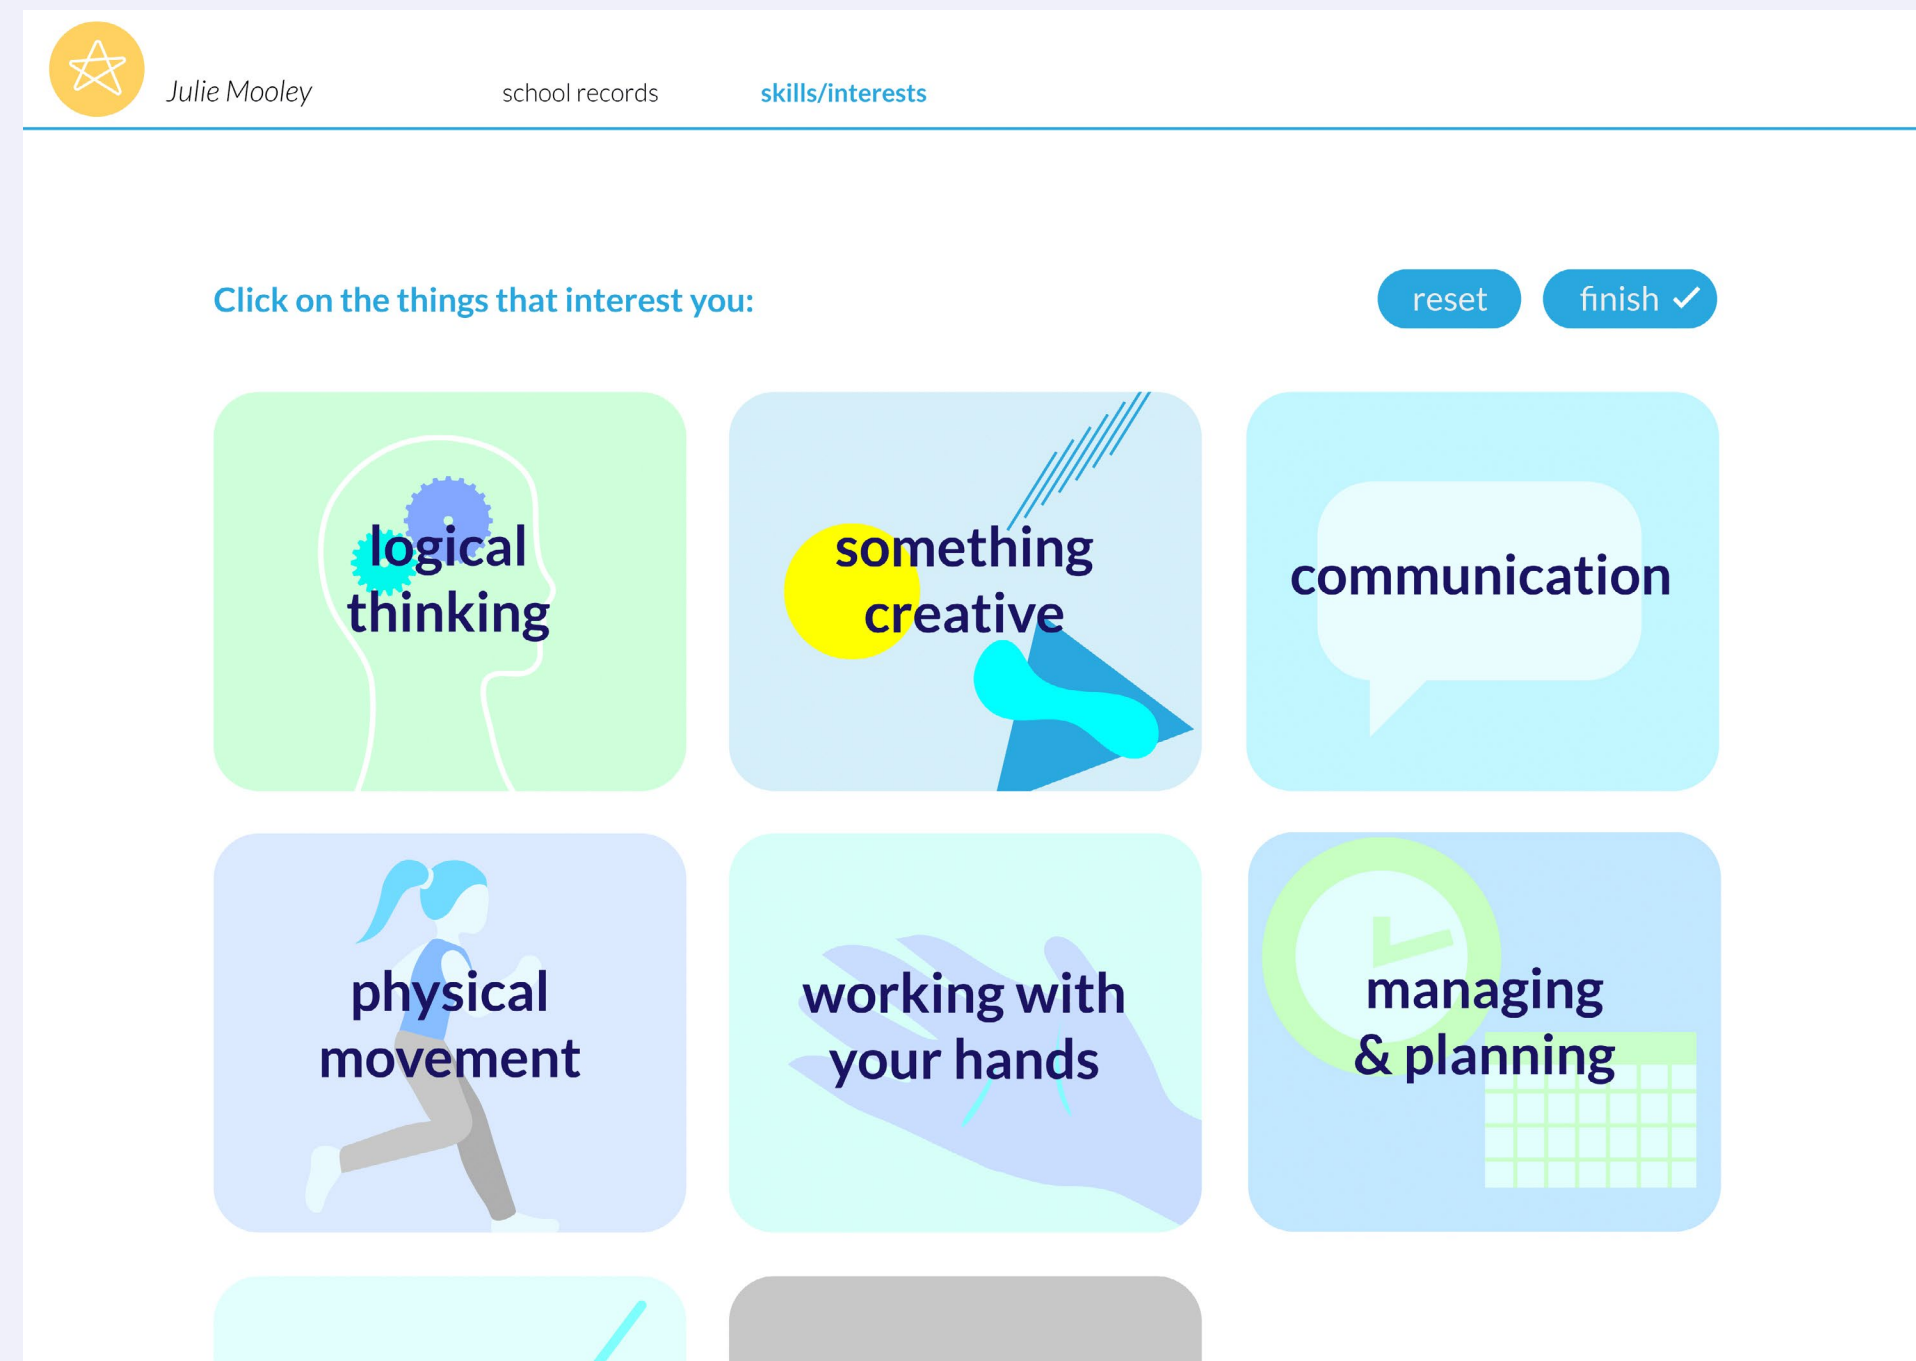 Julie Mooley
school records
skills/interests
Click on the things that interest you:
reset
finish
logical
thinking
something
creative
communication
physical
movement
working with
your hands
managing
& planning